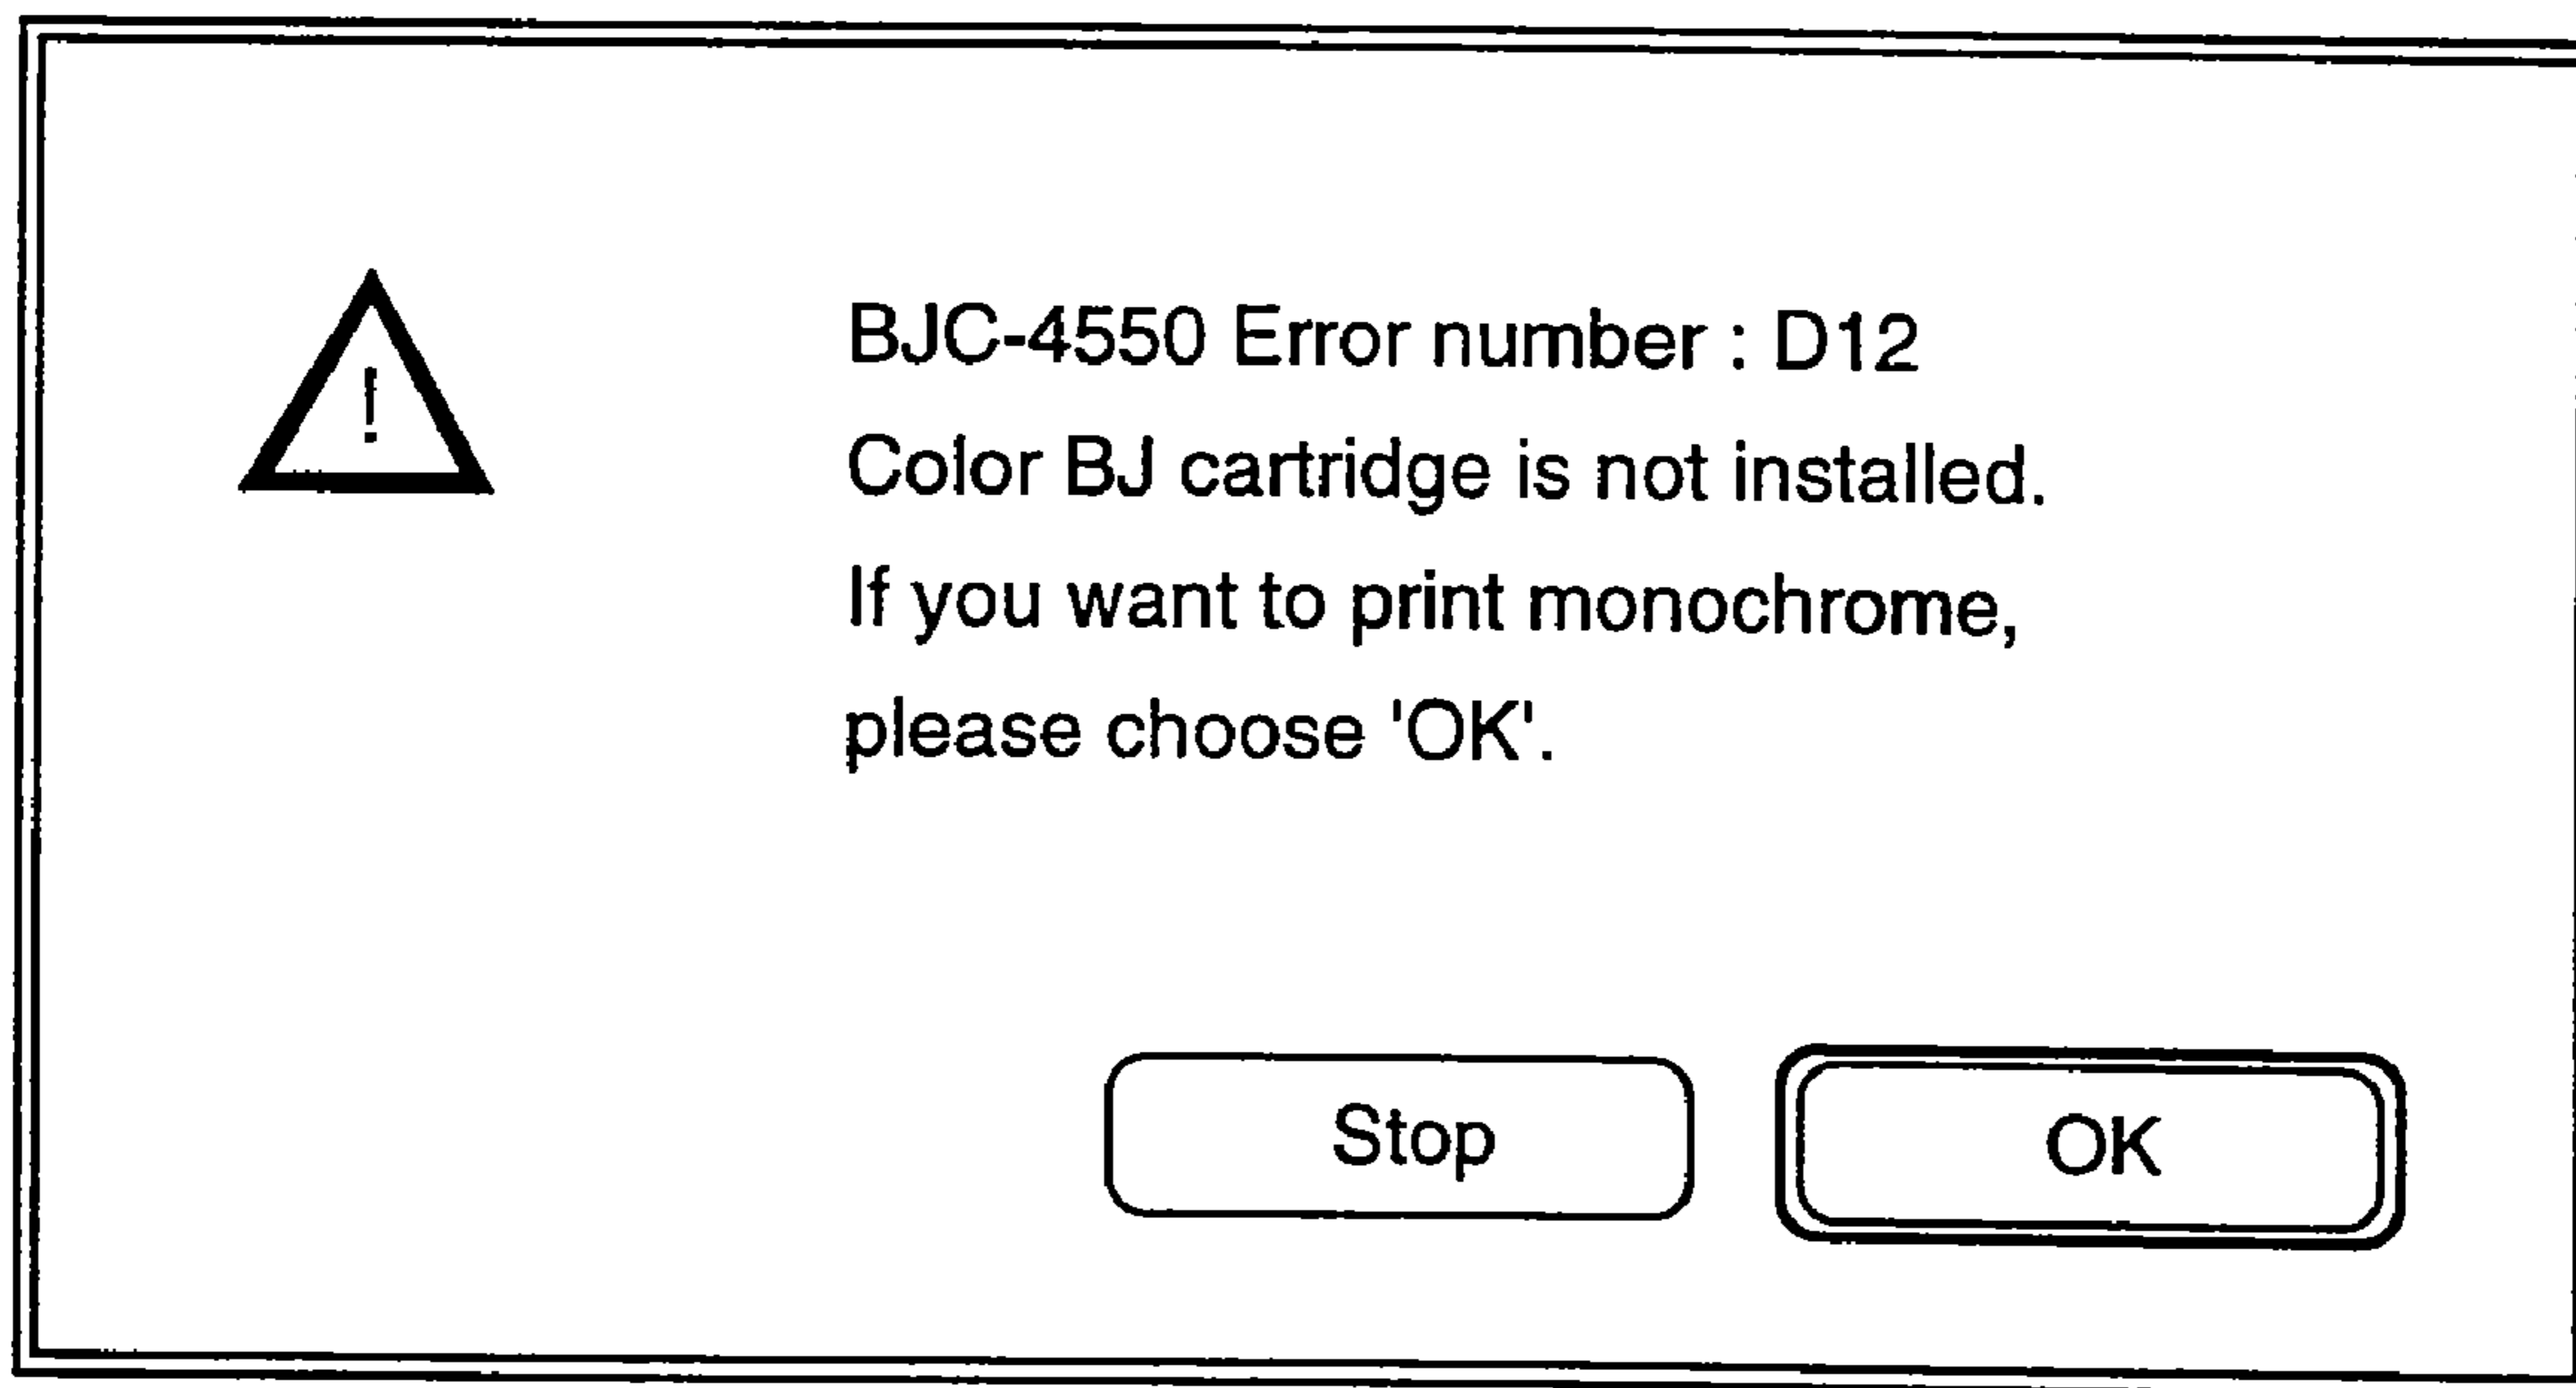 !
BJC-4550 Error number : D12
Color BJ cartridge is not installed.
If you want to print monochrome,
please choose 'OK'.
Stop OK